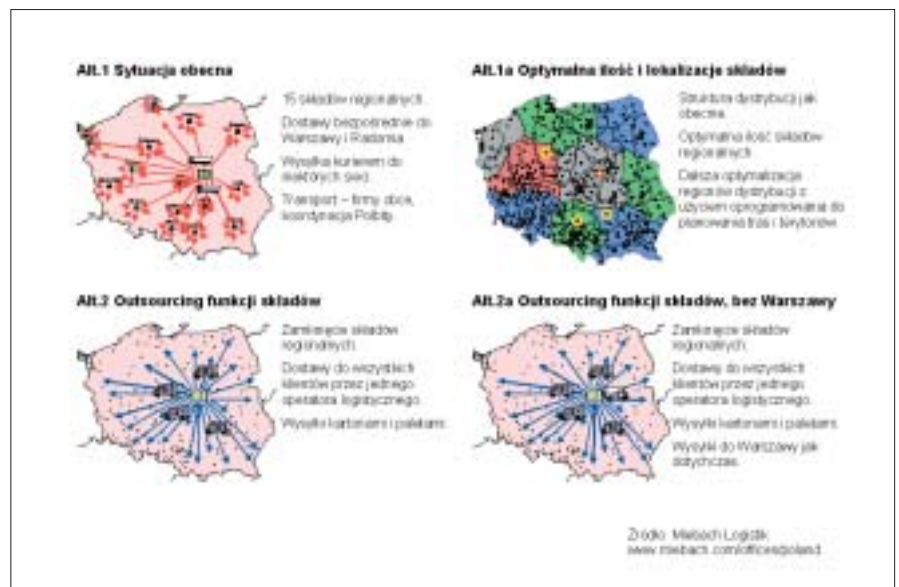 Alt.1 Sytuacja obecna
15 składów regionalnych.
Dostawy bezpośrednie do
Warszawy i Radomia.
Wysyłka kurierem do
niektórych sieci.
Transport – firmy obce,
koordynacja Polbity.
Alt.1a Optymalna ilość i lokalizacje składów
Struktura dystrybucji jak
obecnie.
Optymalna ilość składów
regionalnych.
Dalsza optymalizacja
regionów dystrybucji z
użyciem oprogramowania do
planowania tras i terytoriów.
Alt.2 Outsourcing funkcji składów
Zamknięcie składów
regionalnych.
Dostawy do wszystkich
klientów przez jednego
operatora logistycznego.
Wysyłki kartonami i paletami.
Alt.2a Outsourcing funkcji składów, bez Warszawy
Zamknięcie składów
regionalnych.
Dostawy do wszystkich
klientów przez jednego
operatora logistycznego.
Wysyłki kartonami i paletami.
Wysyłki do Warszawy jak
dotychczas.
Źródło: Miebach Logistik
www.miebach.com/offices/poland